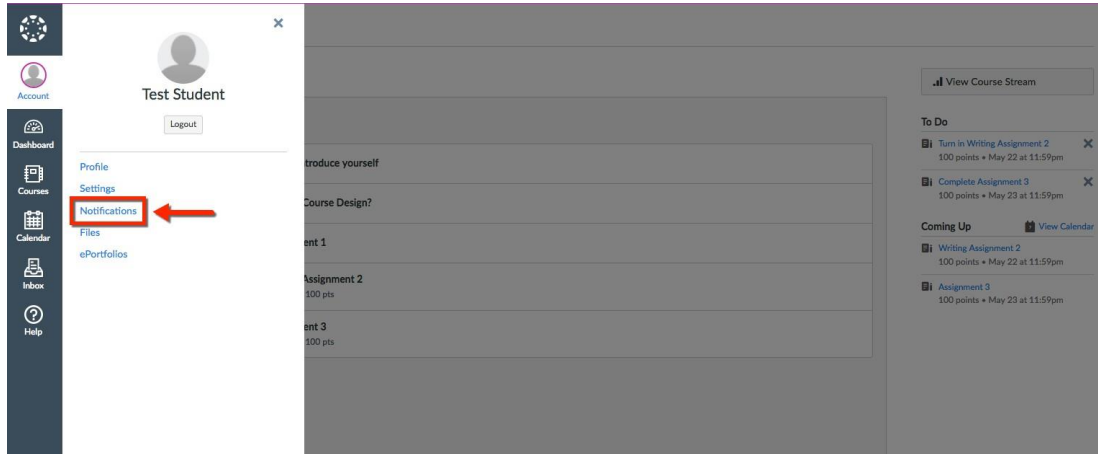 Account
Dashboard
Courses
Calendar
Inbox
Help
Test Student
Logout
Profile
Settings
Notifications
Files
ePortfolios
troduce yourself
Course Design?
ent 1
Assignment 2
100 pts
ent 3
100 pts
View Course Stream
To Do
Turn in Writing Assignment 2
100 points • May 22 at 11:59pm
Complete Assignment 3
100 points • May 23 at 11:59pm
Coming Up View Calendar
Writing Assignment 2
100 points • May 22 at 11:59pm
Assignment 3
100 points • May 23 at 11:59pm